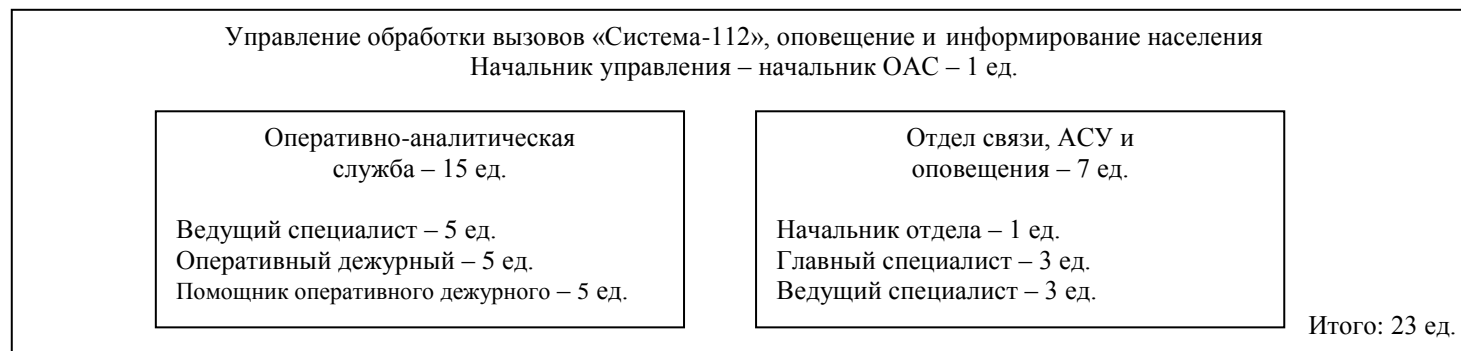 Управление обработки вызовов «Система-112», оповещение и информирование населения
Начальник управления – начальник ОАС – 1 ед.
Оперативно-аналитическая
служба – 15 ед.
Ведущий специалист – 5 ед.
Оперативный дежурный – 5 ед.
Помощник оперативного дежурного – 5 ед.
Отдел связи, АСУ и
оповещения – 7 ед.
Начальник отдела – 1 ед.
Главный специалист – 3 ед.
Ведущий специалист – 3 ед.
Итого: 23 ед.